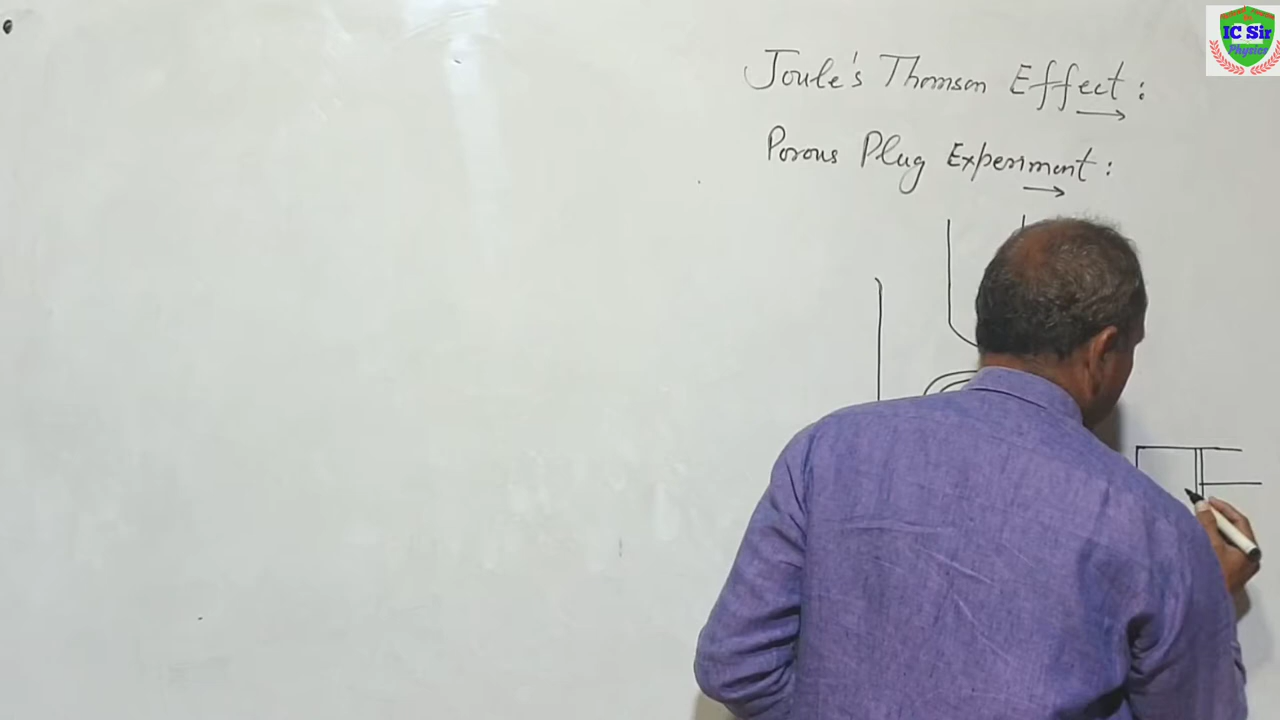 Joule's Thomson Effect :
Porous Plug Experiment :
IC Sir
Physics